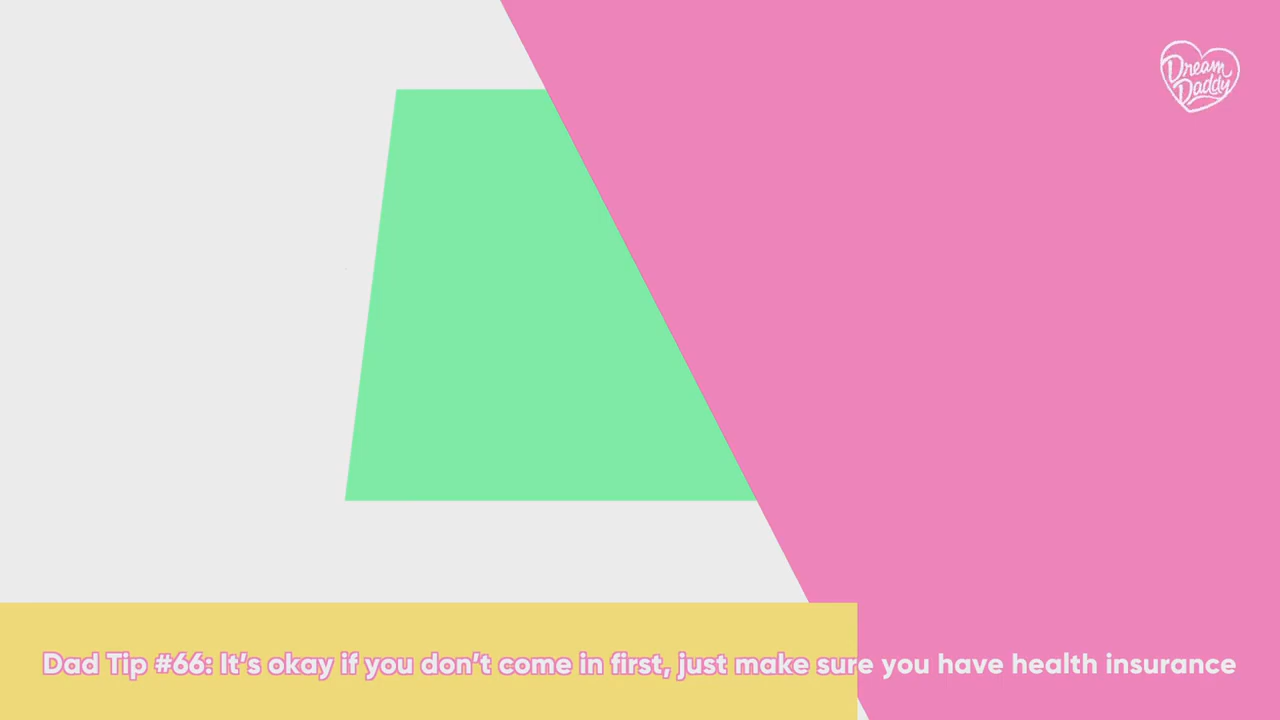 Dream
Daddy
Dad Tip #66: It’s okay if you don’t come in first, just make sure you have health insurance